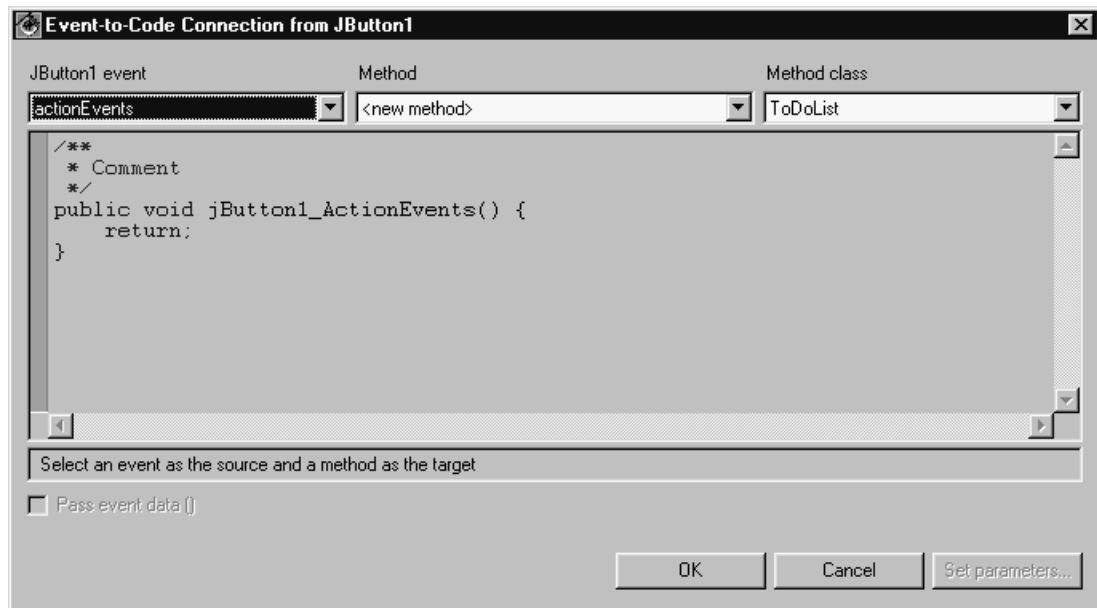 Event-to-Code Connection from JButton1
JButton1 event Method Method class
actionEvents <new method> ToDoList
/**
 * Comment
 */
public void jButton1_ActionEvents() {
    return;
}
Select an event as the source and a method as the target
Pass event data ()
OK Cancel Set parameters...